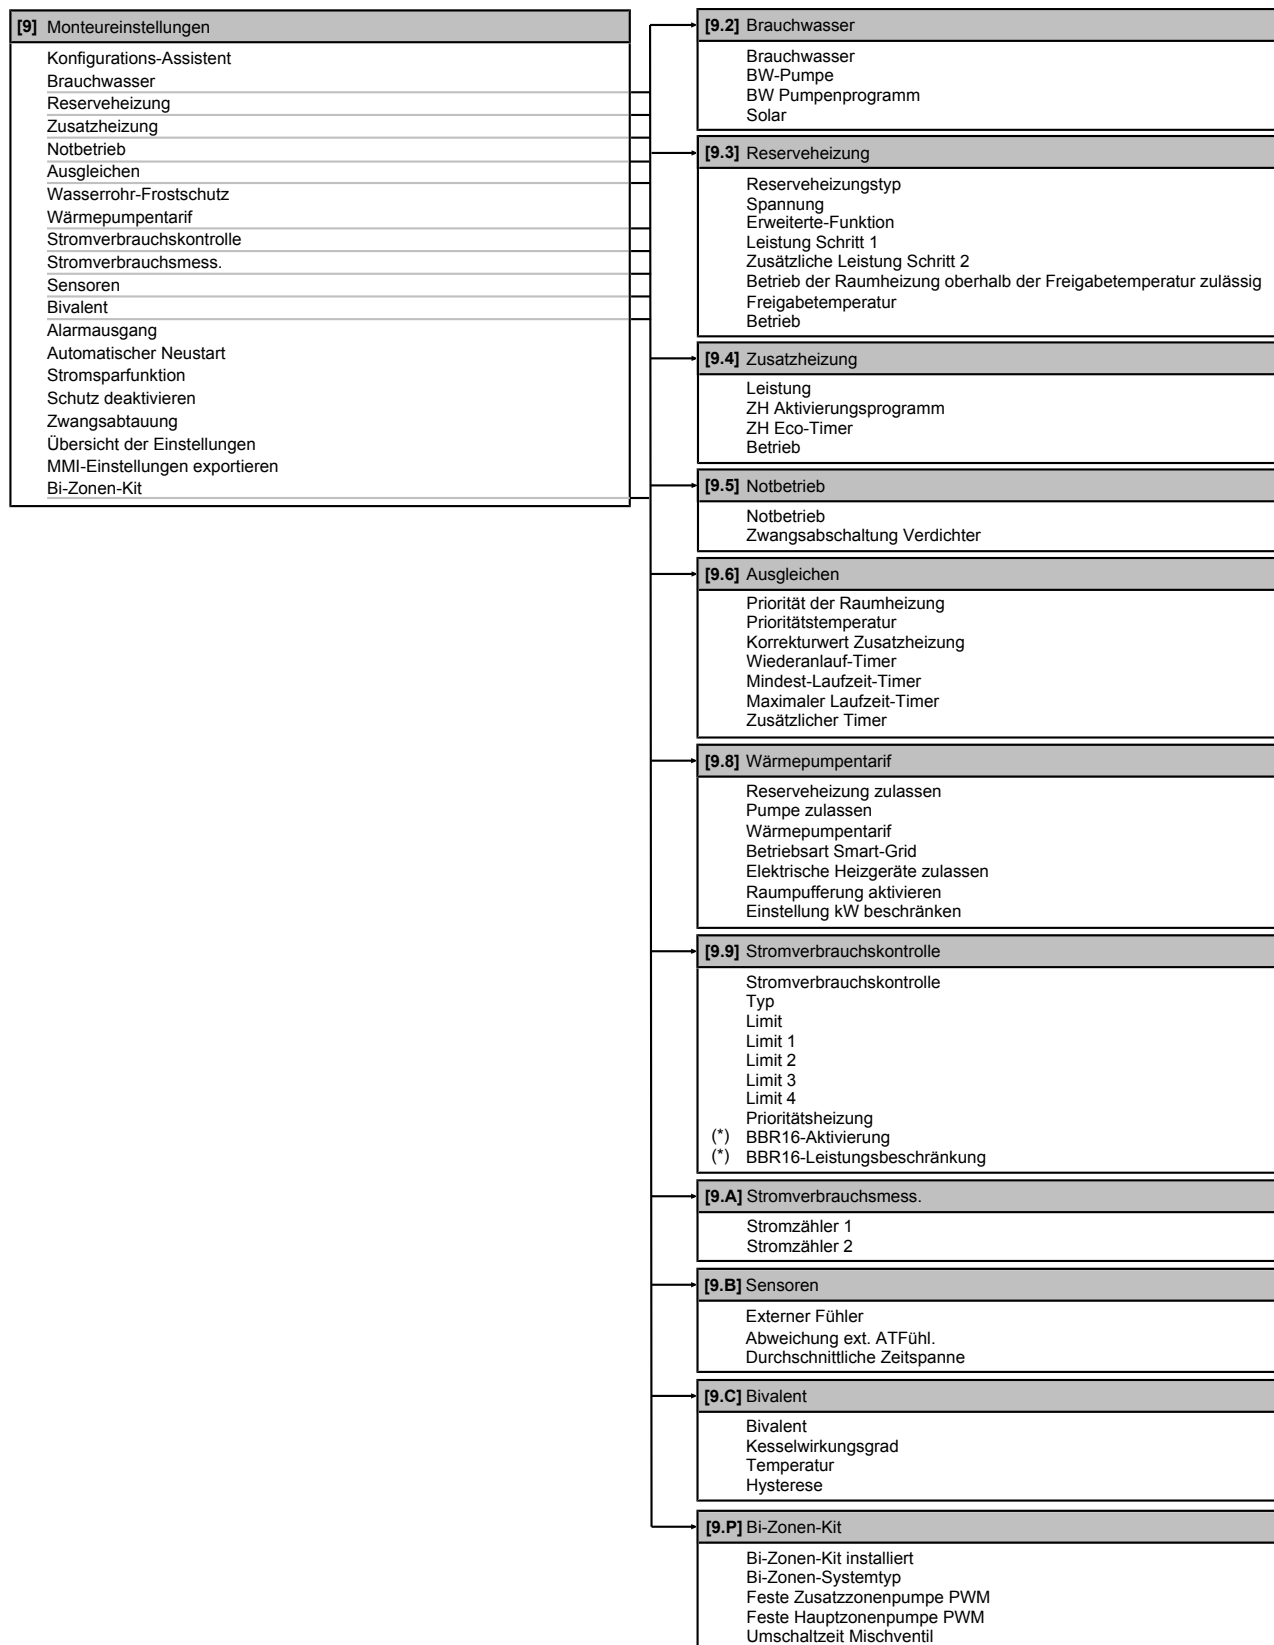 [9] Monteureinstellungen
Konfigurations-Assistent
Brauchwasser
Reserveheizung
Zusatzheizung
Notbetrieb
Ausgleichen
Wasserrohr-Frostschutz
Wärmepumpentarif
Stromverbrauchskontrolle
Stromverbrauchsmess.
Sensoren
Bivalent
Alarmausgang
Automatischer Neustart
Stromsparfunktion
Schutz deaktivieren
Zwangsabtauung
Übersicht der Einstellungen
MMI-Einstellungen exportieren
Bi-Zonen-Kit
[9.2] Brauchwasser
Brauchwasser
BW-Pumpe
BW Pumpenprogramm
Solar
[9.3] Reserveheizung
Reserveheizungstyp
Spannung
Erweiterte-Funktion
Leistung Schritt 1
Zusätzliche Leistung Schritt 2
Betrieb der Raumheizung oberhalb der Freigabetemperatur zulässig
Freigabetemperatur
Betrieb
[9.4] Zusatzheizung
Leistung
ZH Aktivierungsprogramm
ZH Eco-Timer
Betrieb
[9.5] Notbetrieb
Notbetrieb
Zwangsabschaltung Verdichter
[9.6] Ausgleichen
Priorität der Raumheizung
Prioritätstemperatur
Korrekturwert Zusatzheizung
Wiederanlauf-Timer
Mindest-Laufzeit-Timer
Maximaler Laufzeit-Timer
Zusätzlicher Timer
[9.8] Wärmepumpentarif
Reserveheizung zulassen
Pumpe zulassen
Wärmepumpentarif
Betriebsart Smart-Grid
Elektrische Heizgeräte zulassen
Raumpufferung aktivieren
Einstellung kW beschränken
[9.9] Stromverbrauchskontrolle
Stromverbrauchskontrolle
Typ
Limit
Limit 1
Limit 2
Limit 3
Limit 4
Prioritätsheizung
(*) BBR16-Aktivierung
(*) BBR16-Leistungsbeschränkung
[9.A] Stromverbrauchsmess.
Stromzähler 1
Stromzähler 2
[9.B] Sensoren
Externer Fühler
Abweichung ext. ATFühl.
Durchschnittliche Zeitspanne
[9.C] Bivalent
Bivalent
Kesselwirkungsgrad
Temperatur
Hysterese
[9.P] Bi-Zonen-Kit
Bi-Zonen-Kit installiert
Bi-Zonen-Systemtyp
Feste Zusatzzonenpumpe PWM
Feste Hauptzonenpumpe PWM
Umschaltzeit Mischventil